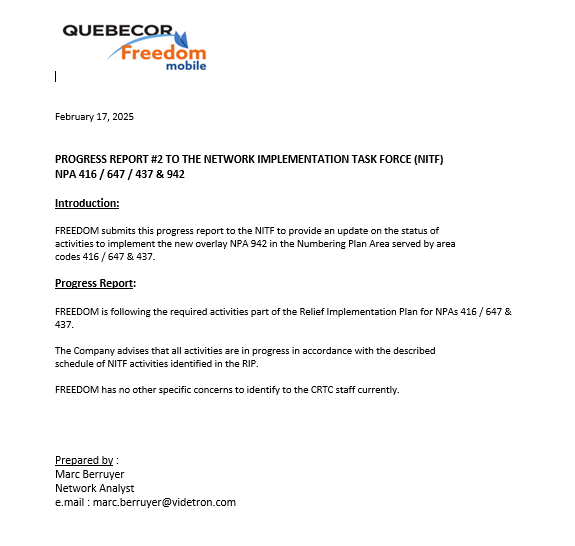 QUEBECOR
Freedom
mobile
February 17, 2025
PROGRESS REPORT #2 TO THE NETWORK IMPLEMENTATION TASK FORCE (NITF)
NPA 416 / 647 / 437 & 942
Introduction:
FREEDOM submits this progress report to the NITF to provide an update on the status of
activities to implement the new overlay NPA 942 in the Numbering Plan Area served by area
codes 416 / 647 & 437.
Progress Report:
FREEDOM is following the required activities part of the Relief Implementation Plan for NPAs 416 / 647 &
437.
The Company advises that all activities are in progress in accordance with the described
schedule of NITF activities identified in the RIP.
FREEDOM has no other specific concerns to identify to the CRTC staff currently.
Prepared by :
Marc Berruyer
Network Analyst
e.mail : marc.berruyer@videtron.com